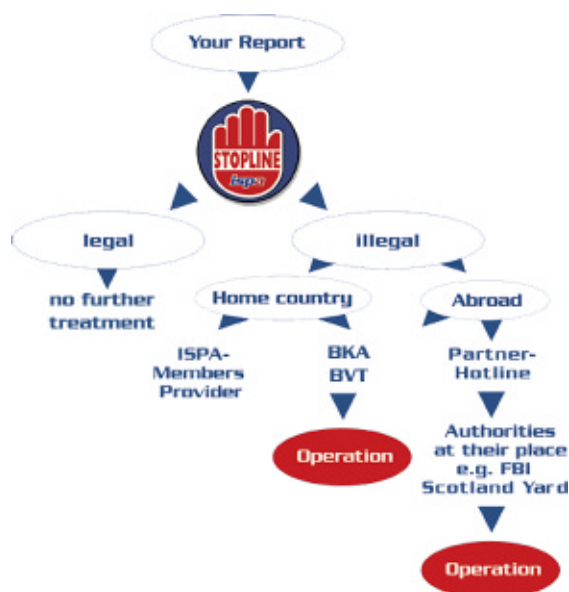 Your Report
STOPLINE
ispa
legal
illegal
no further
treatment
Home country
Abroad
ISPA-
Members
Provider
BKA
BVT
Partner-
Hotline
Operation
Authorities
at their place
e.g. FBI
Scotland Yard
Operation